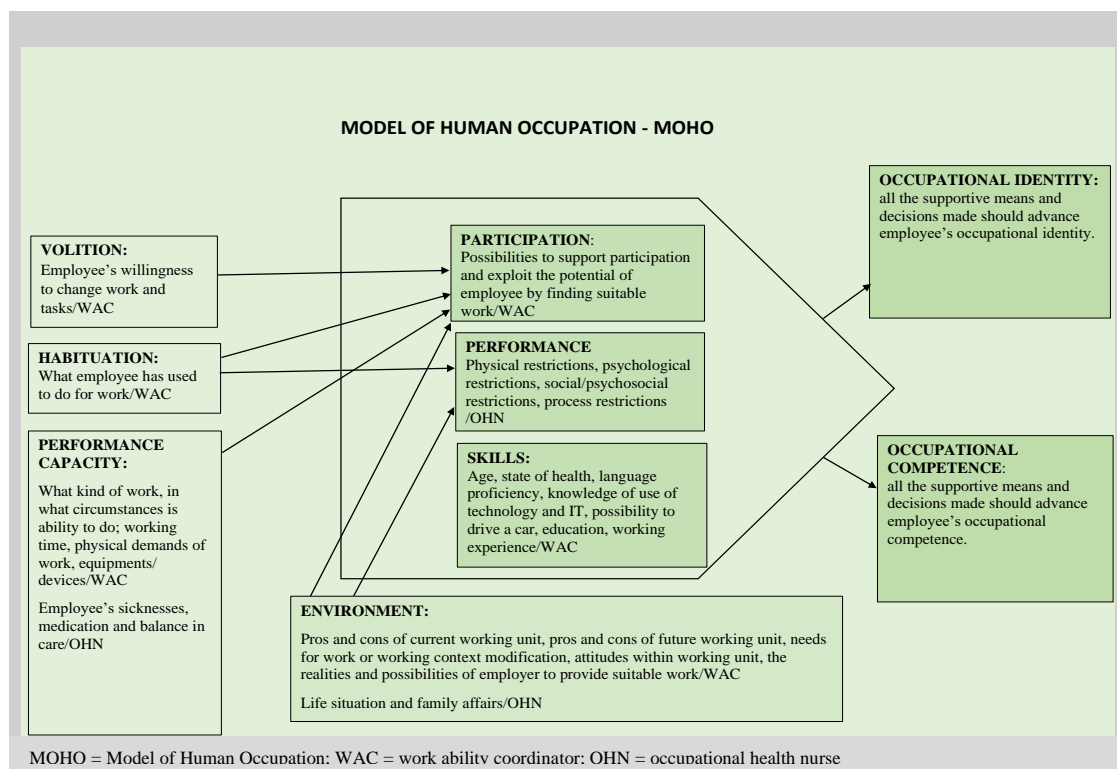 MODEL OF HUMAN OCCUPATION - MOHO
VOLITION:
Employee's willingness
to change work and
tasks/WAC
HABITUATION:
What employee has used
to do for work/WAC
PERFORMANCE
CAPACITY:
What kind of work, in
what circumstances is
ability to do; working
time, physical demands of
work, equipments/
devices/WAC
Employee's sicknesses,
medication and balance in
care/OHN
PARTICIPATION:
Possibilities to support participation
and exploit the potential of
employee by finding suitable
work/WAC
PERFORMANCE
Physical restrictions, psychological
restrictions, social/psychosocial
restrictions, process restrictions
/OHN
SKILLS:
Age, state of health, language
proficiency, knowledge of use of
technology and IT, possibility to
drive a car, education, working
experience/WAC
ENVIRONMENT:
Pros and cons of current working unit, pros and cons of future working unit, needs
for work or working context modification, attitudes within working unit, the
realities and possibilities of employer to provide suitable work/WAC
Life situation and family affairs/OHN
OCCUPATIONAL IDENTITY:
all the supportive means and
decisions made should advance
employee's occupational identity.
OCCUPATIONAL
COMPETENCE:
all the supportive means and
decisions made should advance
employee's occupational
competence.
MOHO = Model of Human Occupation; WAC = work ability coordinator; OHN = occupational health nurse